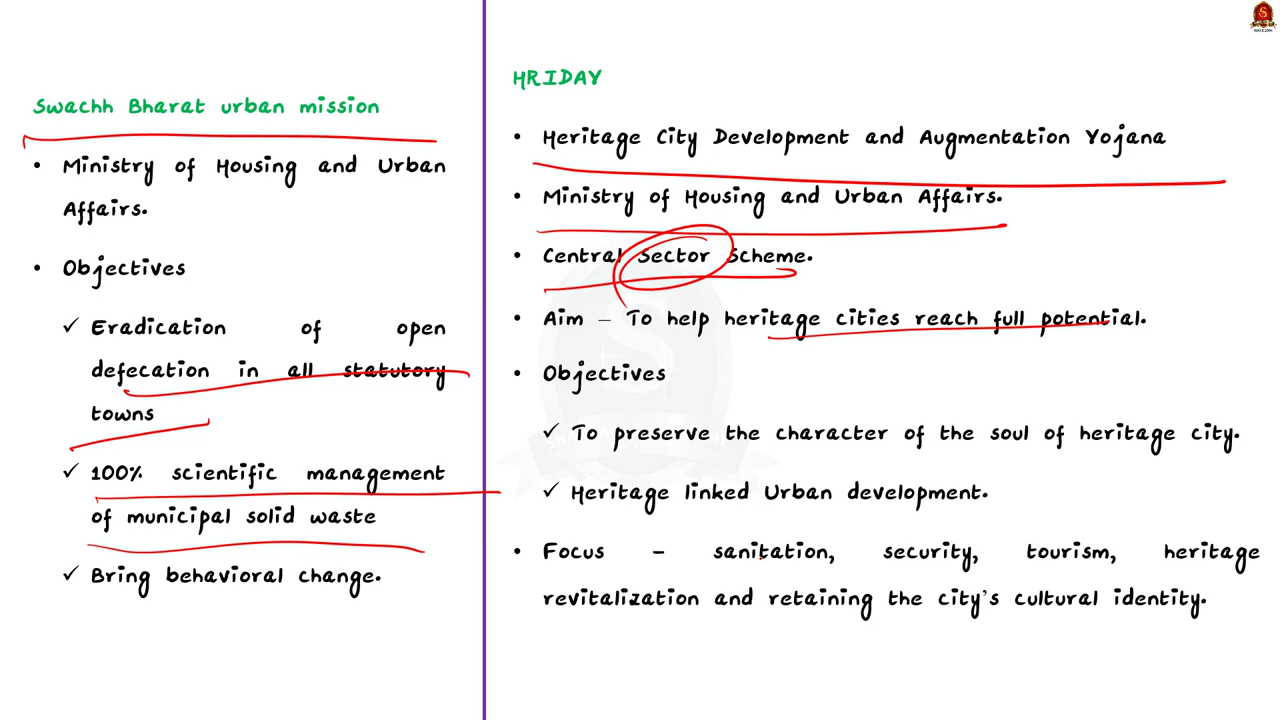 Swachh Bharat urban mission
• Ministry of Housing and Urban
Affairs.
• Objectives
✓ Eradication of open
defecation in all statutory
towns
✓ 100% scientific management
of municipal solid waste
✓ Bring behavioral change.
HRIDAY
• Heritage City Development and Augmentation Yojana
• Ministry of Housing and Urban Affairs.
• Central Sector Scheme.
• Aim – To help heritage cities reach full potential.
• Objectives
✓ To preserve the character of the soul of heritage city.
✓ Heritage linked Urban development.
• Focus – sanitation, security, tourism, heritage
revitalization and retaining the city's cultural identity.